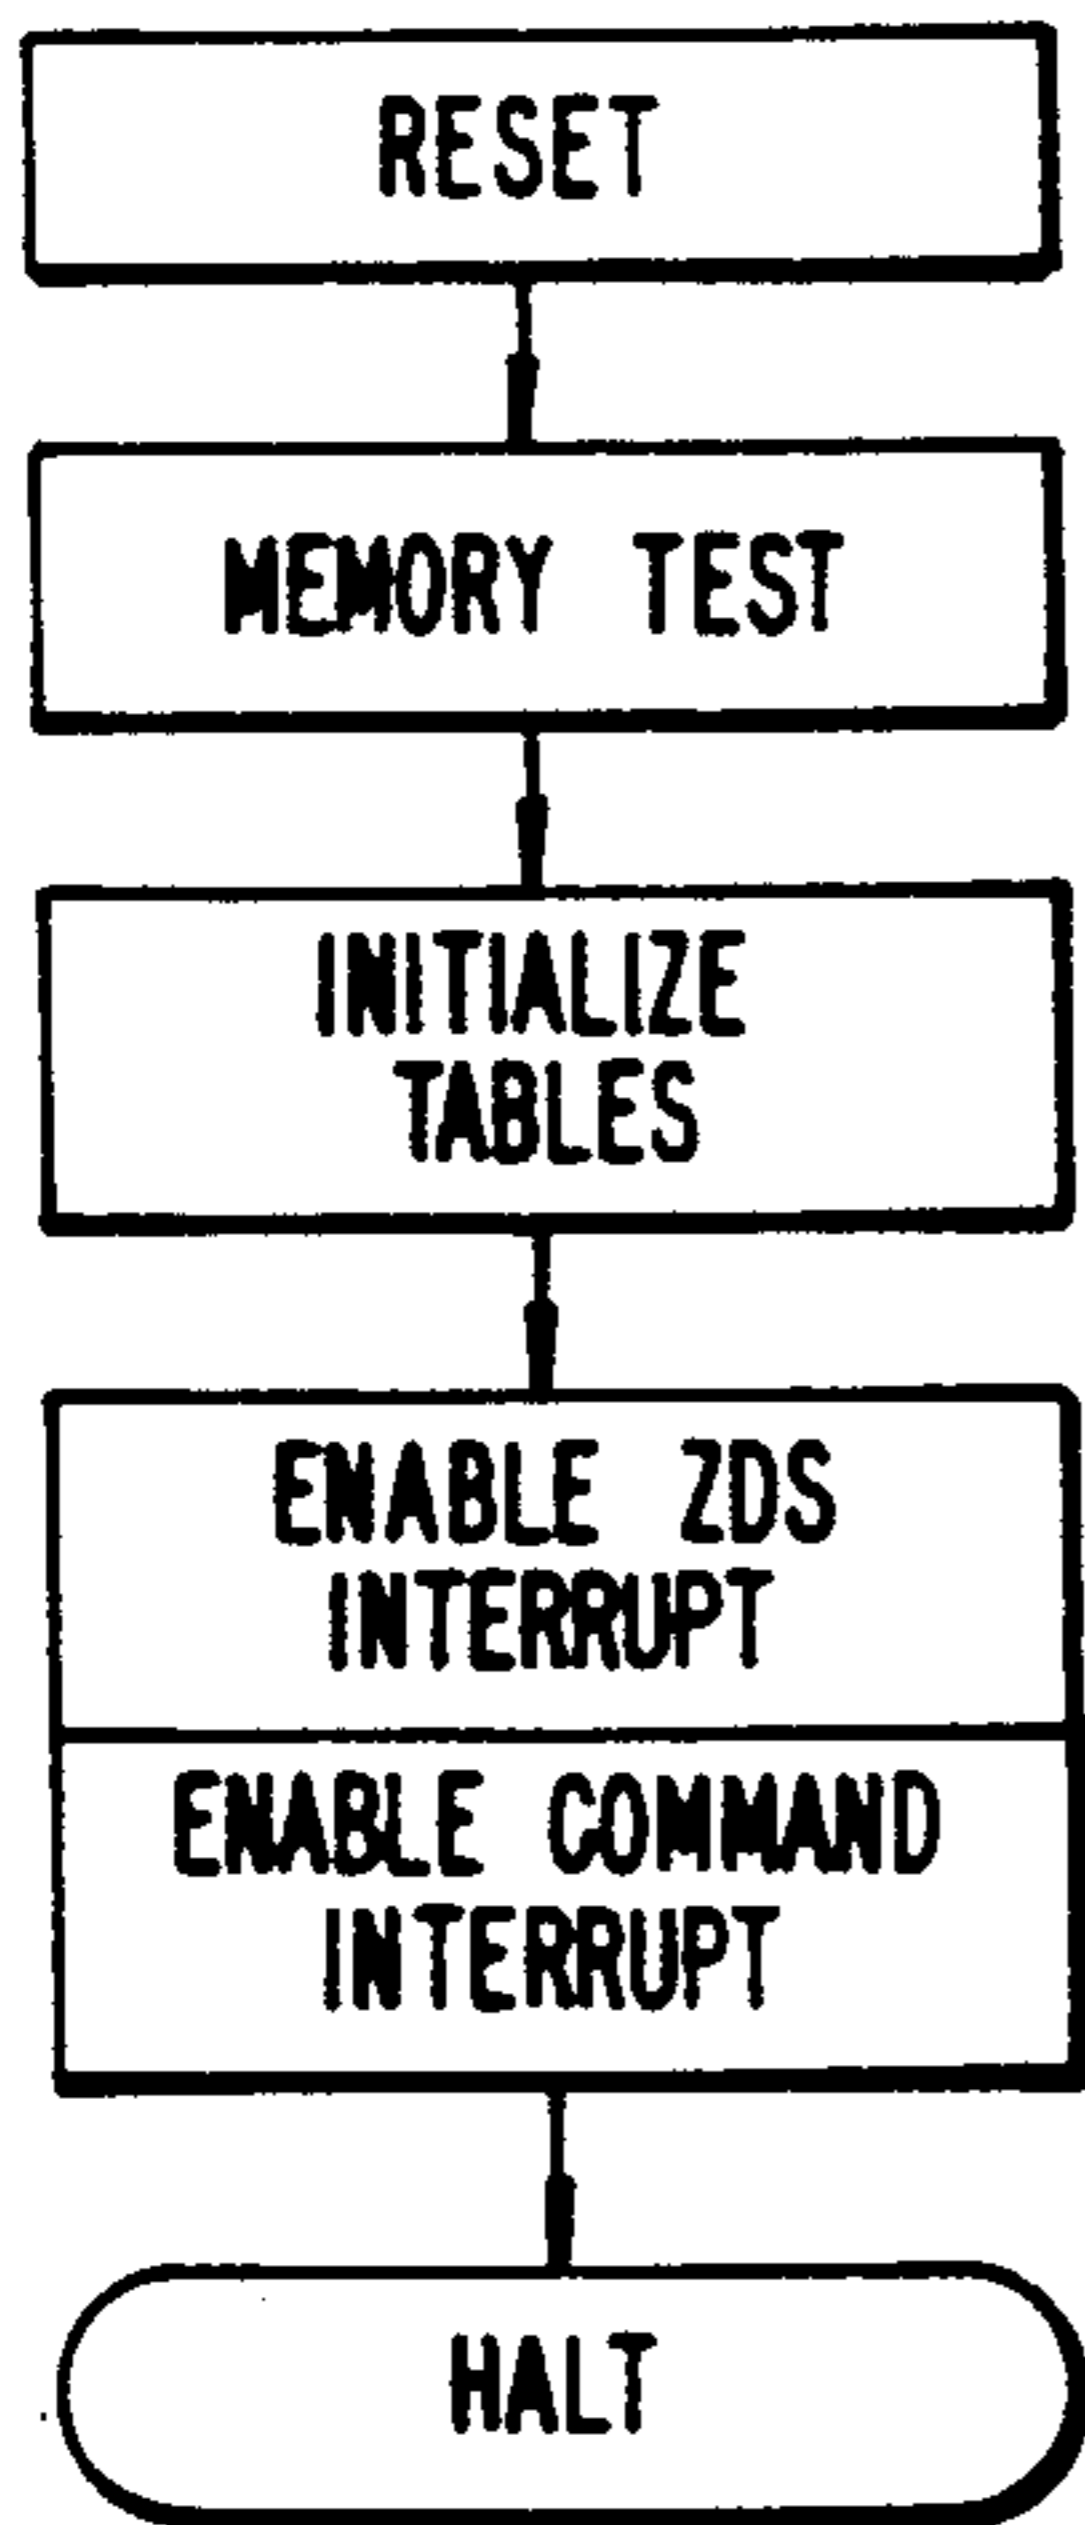 RESET
MEMORY TEST
INITIALIZE
TABLES
ENABLE ZDS
INTERRUPT
ENABLE COMMAND
INTERRUPT
HALT